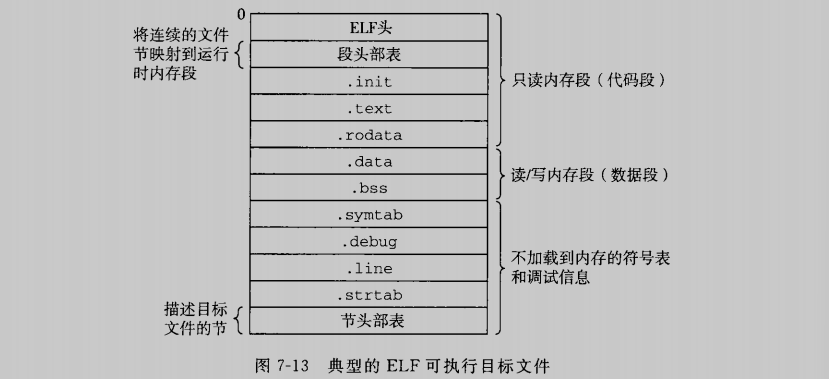 0
将连续的文件
节映射到运行
时内存段
ELF头
段头部表
.init
.text
.rodata
只读内存段（代码段）
.data
.bss
读/写内存段（数据段）
.symtab
.debug
.line
.strtab
节头部表
不加载到内存的符号表
和调试信息
描述目标
文件的节
图 7-13 典型的 ELF 可执行目标文件